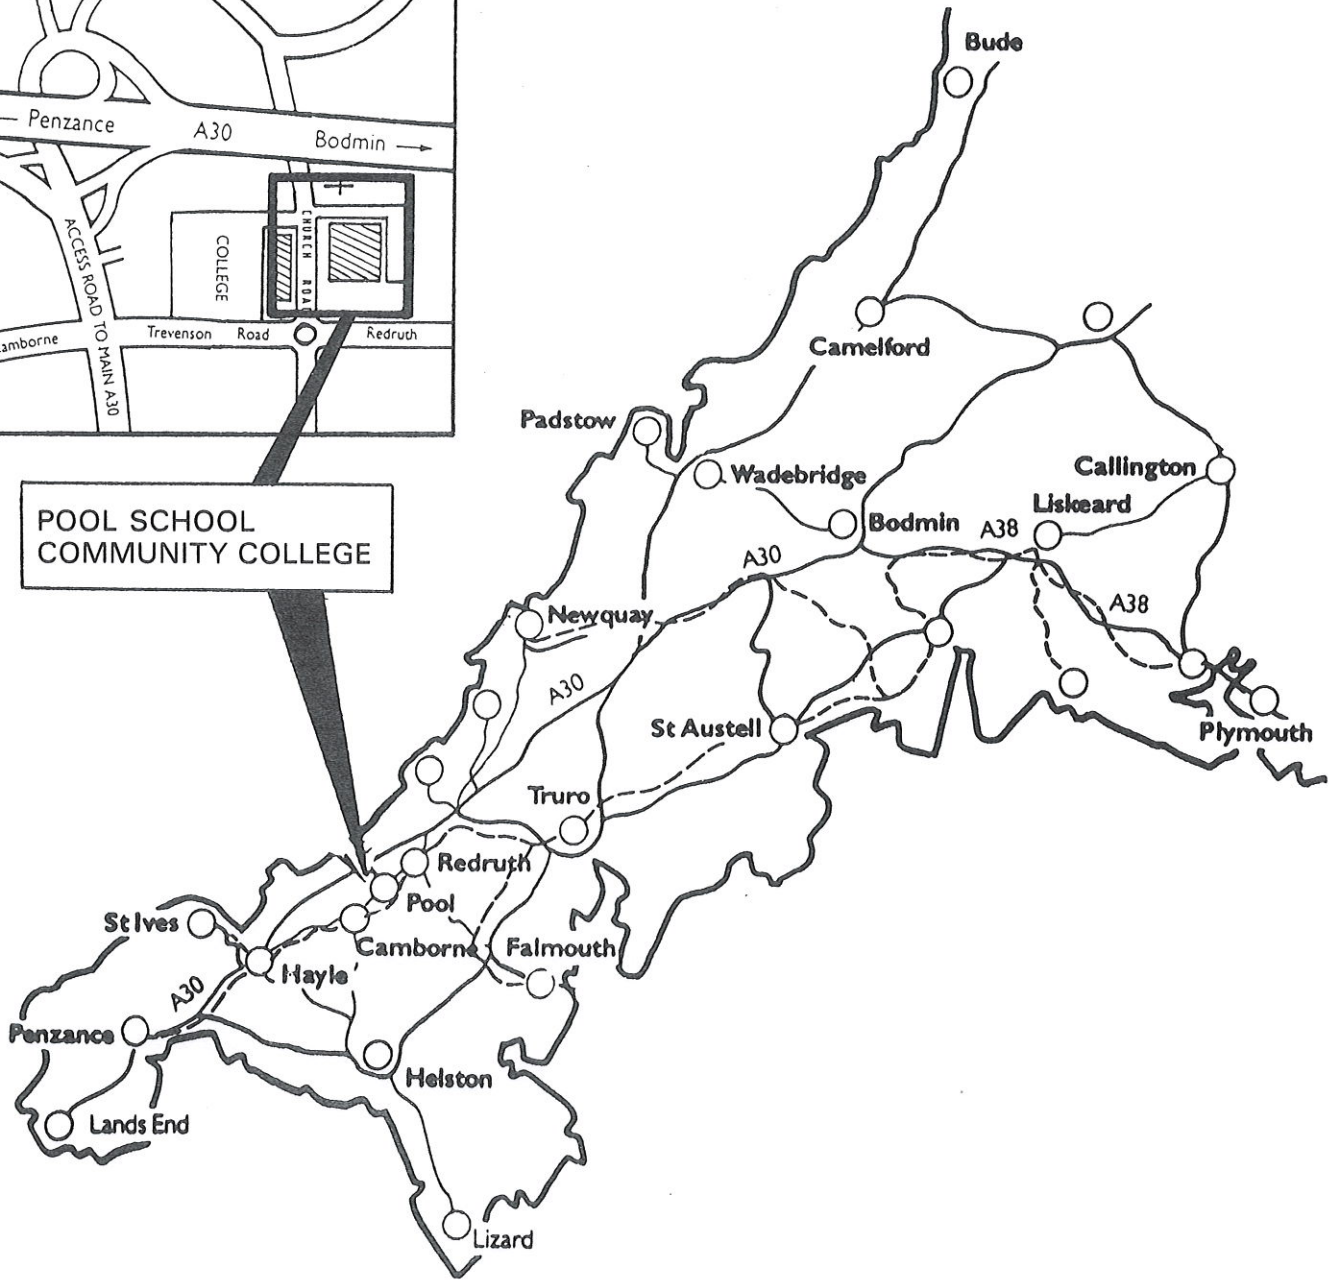 Penzance
A30
Bodmin
ACCESS ROAD TO MAIN A30
COLLEGE
CHURCH ROAD
Trevenson Road
Redruth
amborne
POOL SCHOOL
COMMUNITY COLLEGE
Bude
Camelford
Padstow
Wadebridge
Callington
Liskeard
Bodmin
A38
A30
Newquay
A38
A30
St Austell
Plymouth
Truro
Redruth
Pool
St Ives
Camborne
Falmouth
Hayle
A30
Penzance
Helston
Lands End
Lizard